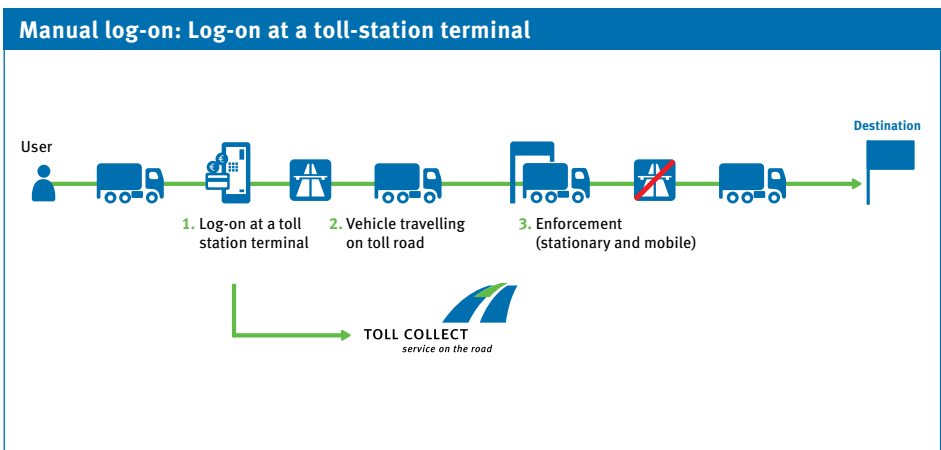 Manual log-on: Log-on at a toll-station terminal
Destination
User
€
€
1. Log-on at a toll
station terminal
2. Vehicle travelling
on toll road
3. Enforcement
(stationary and mobile)
TOLL COLLECT
service on the road